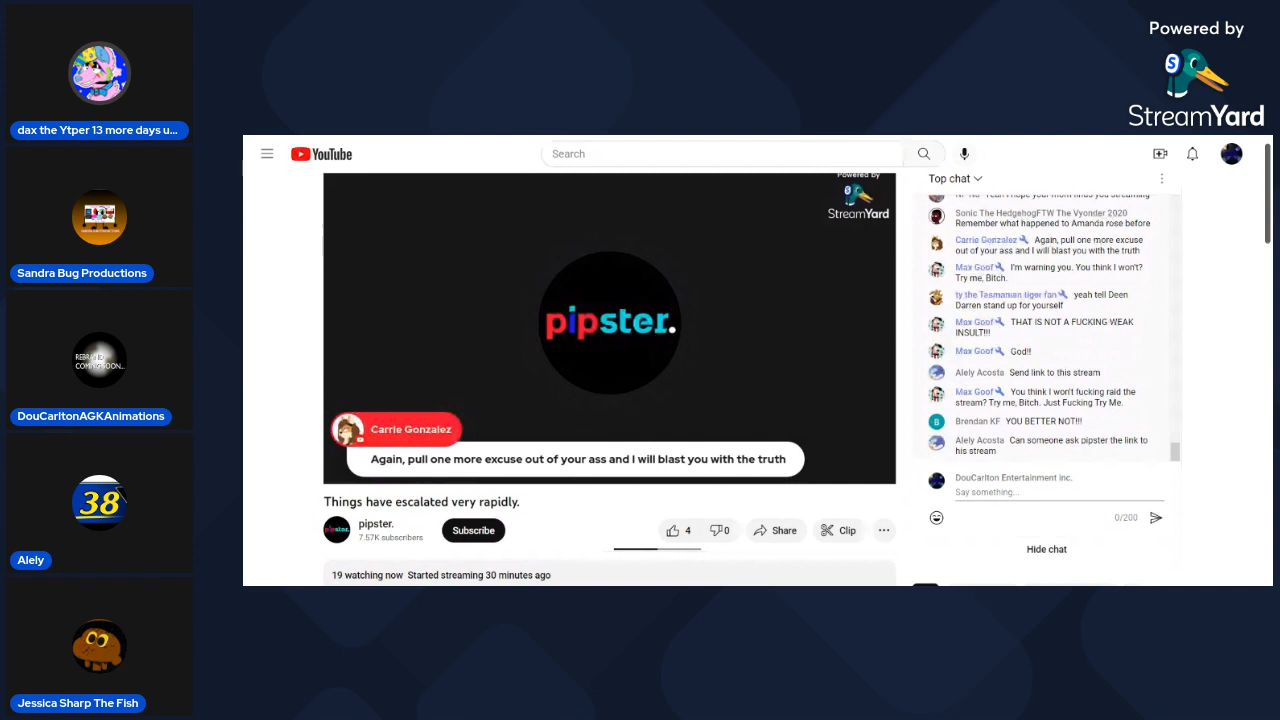 Powered by
StreamYard
dax the Ytper 13 more days u...
Sandra Bug Productions
REBRAND
COMING SOON...
DouCarltonAGKAnimations
38
Alely
Jessica Sharp The Fish
YouTube
Search
Powered by
StreamYard
pipster.
Carrie Gonzalez
Again, pull one more excuse out of your ass and I will blast you with the truth
Things have escalated very rapidly.
pipster.
7.57K subscribers
Subscribe
4
0
Share
Clip
19 watching now Started streaming 30 minutes ago
Top chat
Sonic The HedgehogFTW The Vyonder 2020
Remember what happened to Amanda rose before
Carrie Gonzalez Again, pull one more excuse
out of your ass and I will blast you with the truth
Max Goof I'm warning you. You think I won't?
Try me, Bitch.
ty the Tasmanian tiger fan yeah tell Deen
Darren stand up for yourself
Max Goof THAT IS NOT A FUCKING WEAK
INSULT!!!
Max Goof God!!
Alely Acosta Send link to this stream
Max Goof You think I won't fucking raid the
stream? Try me, Bitch. Just Fucking Try Me.
B
Brendan KF YOU BETTER NOT!!!
Alely Acosta Can someone ask pipster the link to
his stream
DouCarlton Entertainment inc.
Say something...
0/200
Hide chat